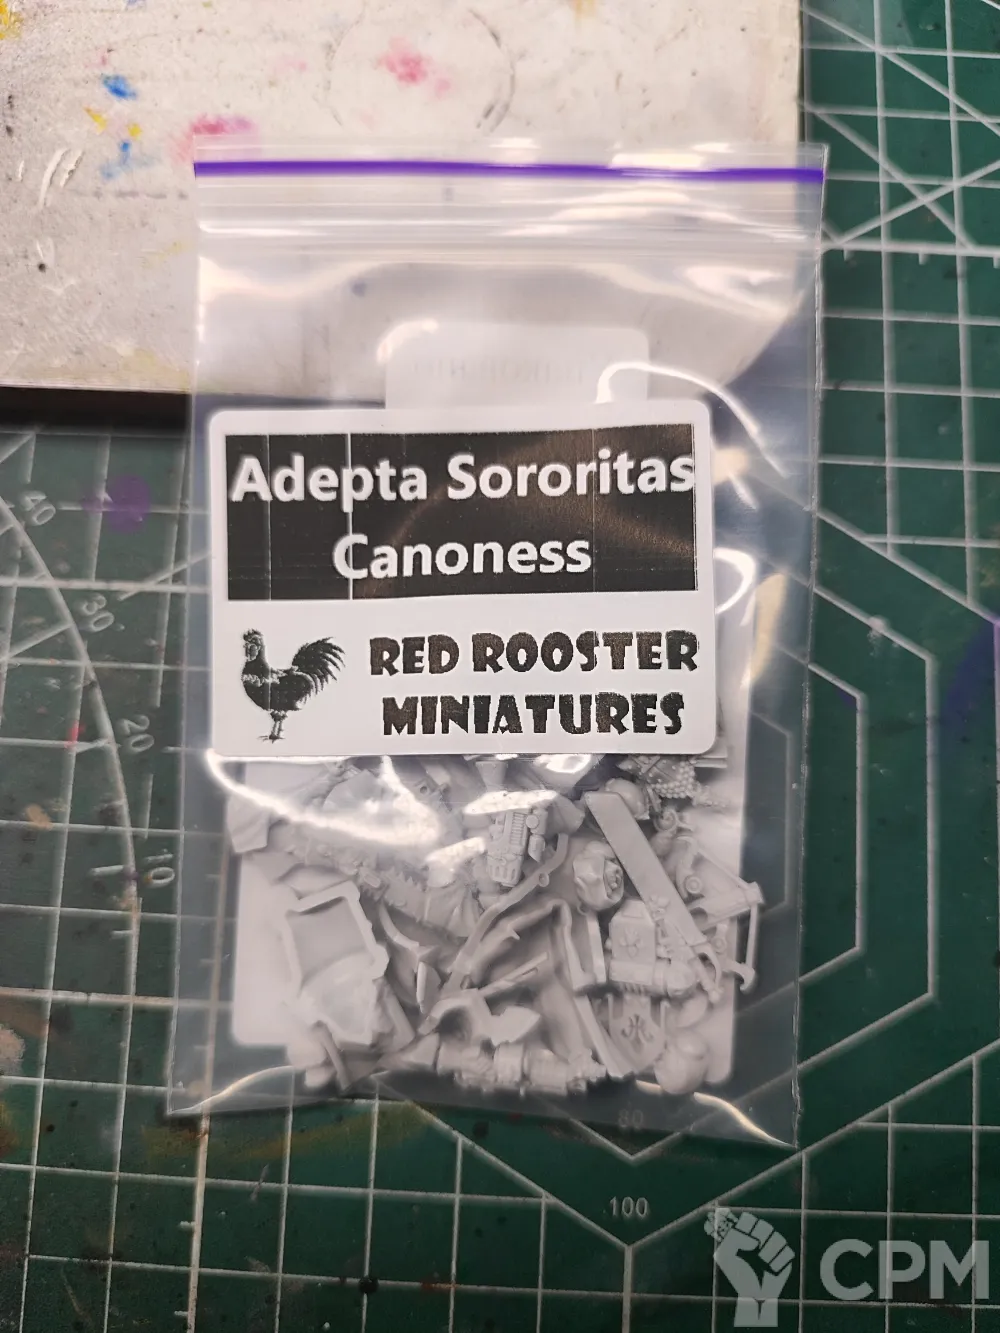 Adepta Sororitas
Canoness
RED ROOSTER
MINIATURES
40
30
20
10
80
100
CPM